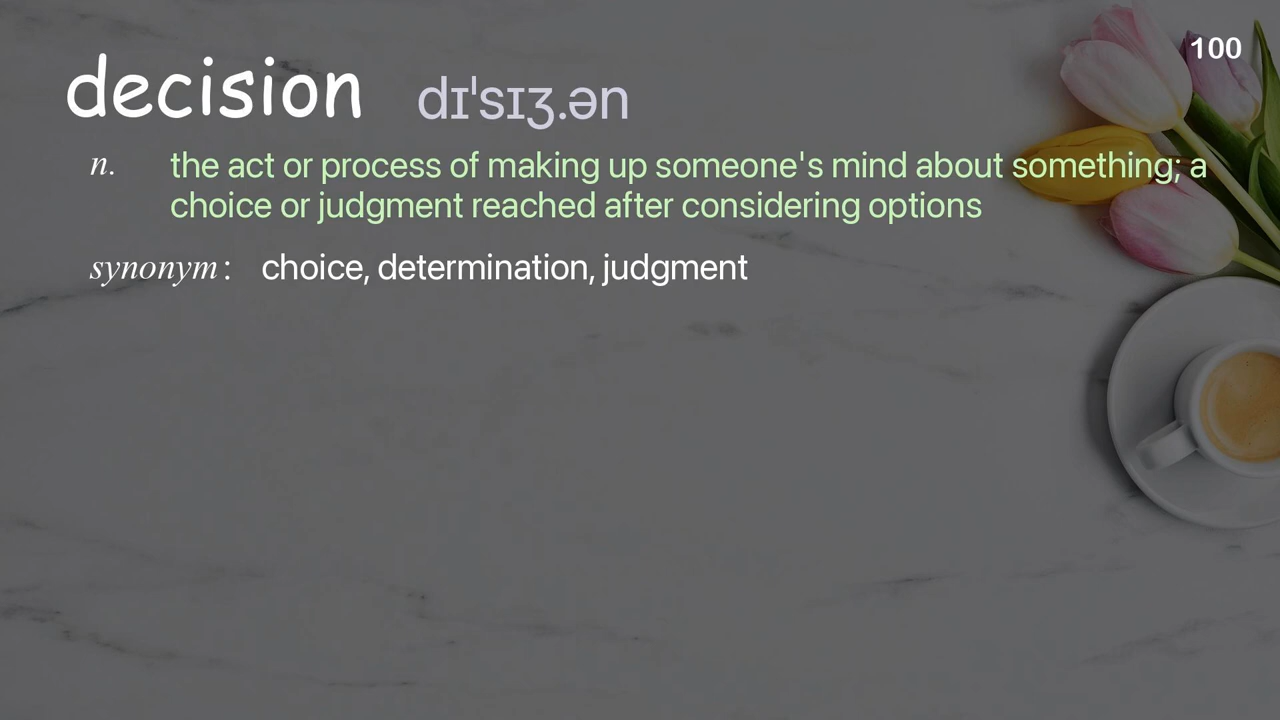 100
decision dɪˈsɪʒ.ən
n. the act or process of making up someone's mind about something; a
choice or judgment reached after considering options
synonym: choice, determination, judgment